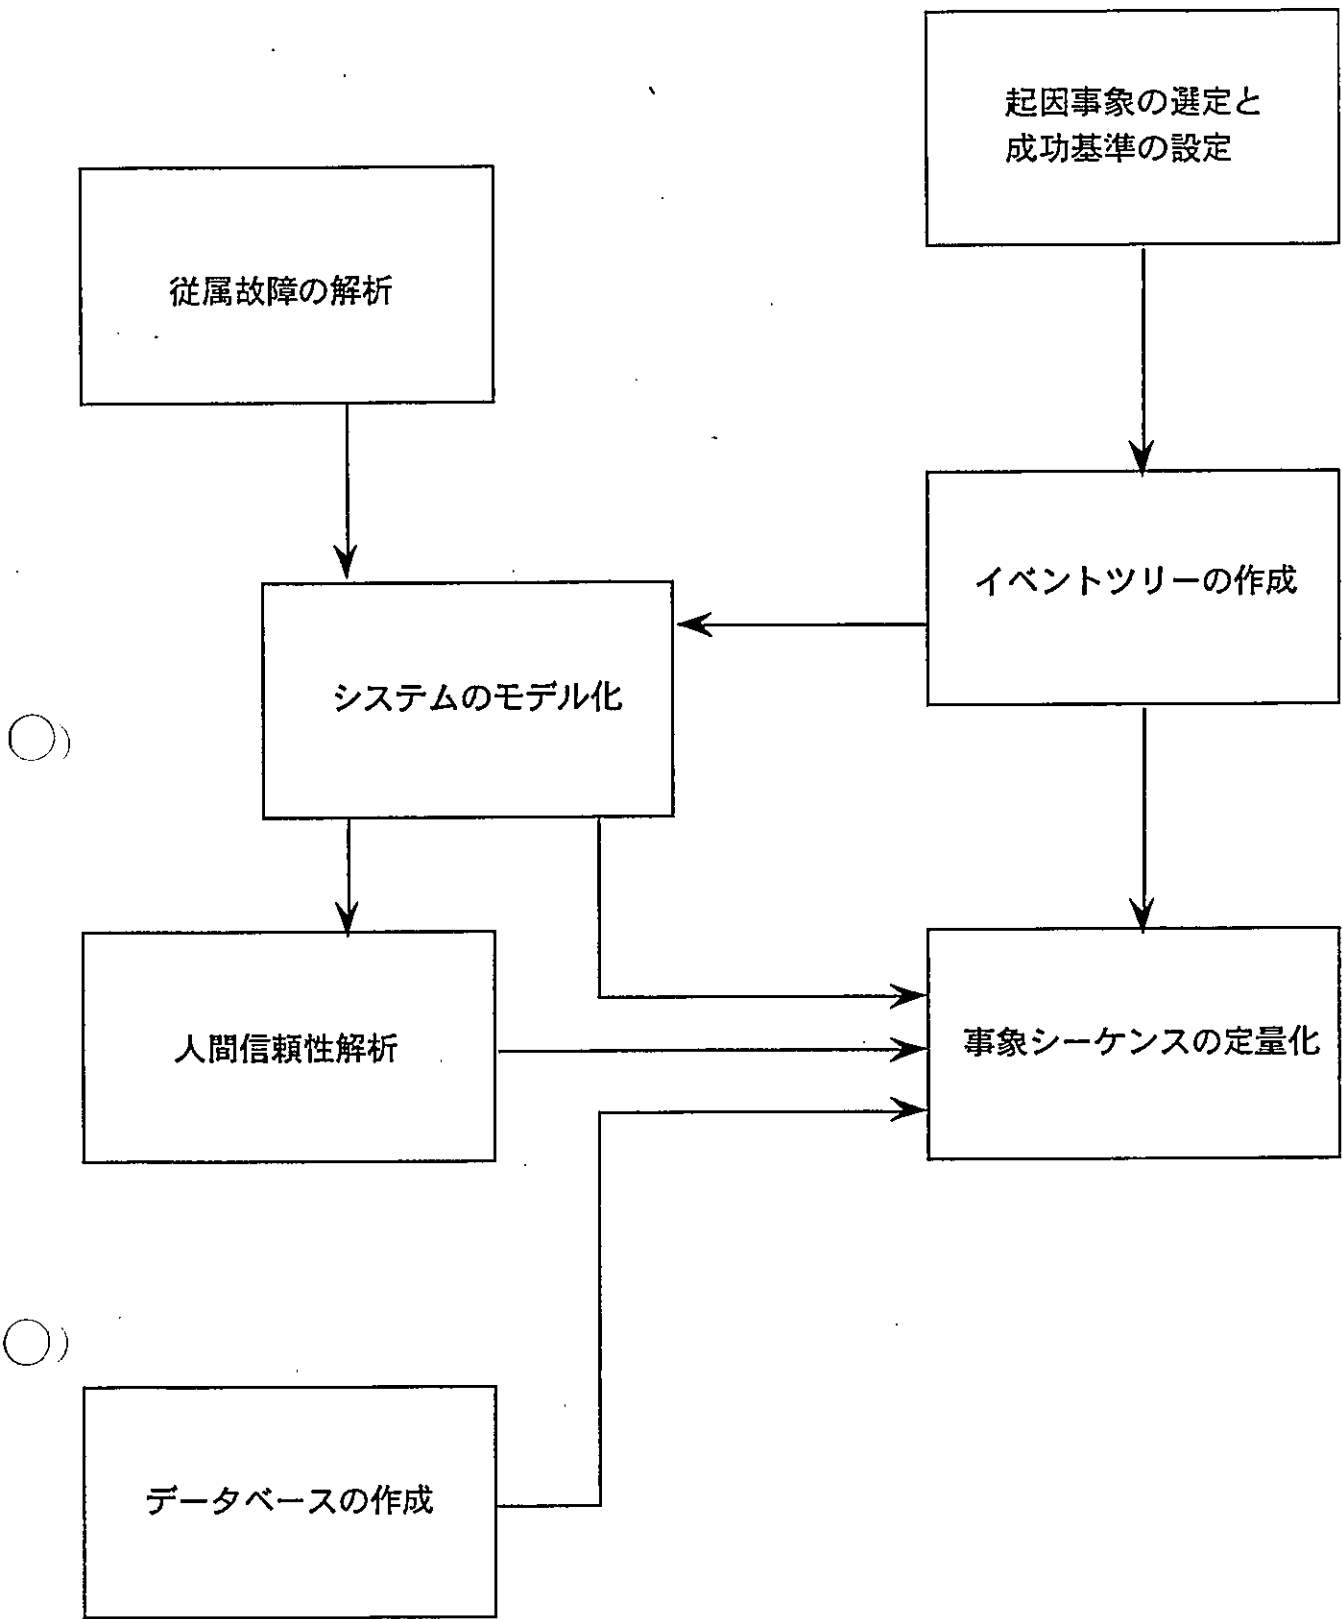 起因事象の選定と
成功基準の設定
従属故障の解析
イベントツリーの作成
システムのモデル化
人間信頼性解析
事象シーケンスの定量化
データベースの作成